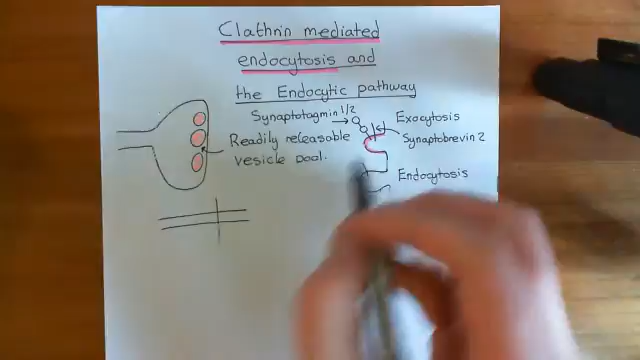 Clathrin mediated
endocytosis and
the Endocytic pathway
Synaptotagmin 1/2
Exocytosis
Synaptobrevin 2
Readily releasable
vesicle pool.
Endocytosis